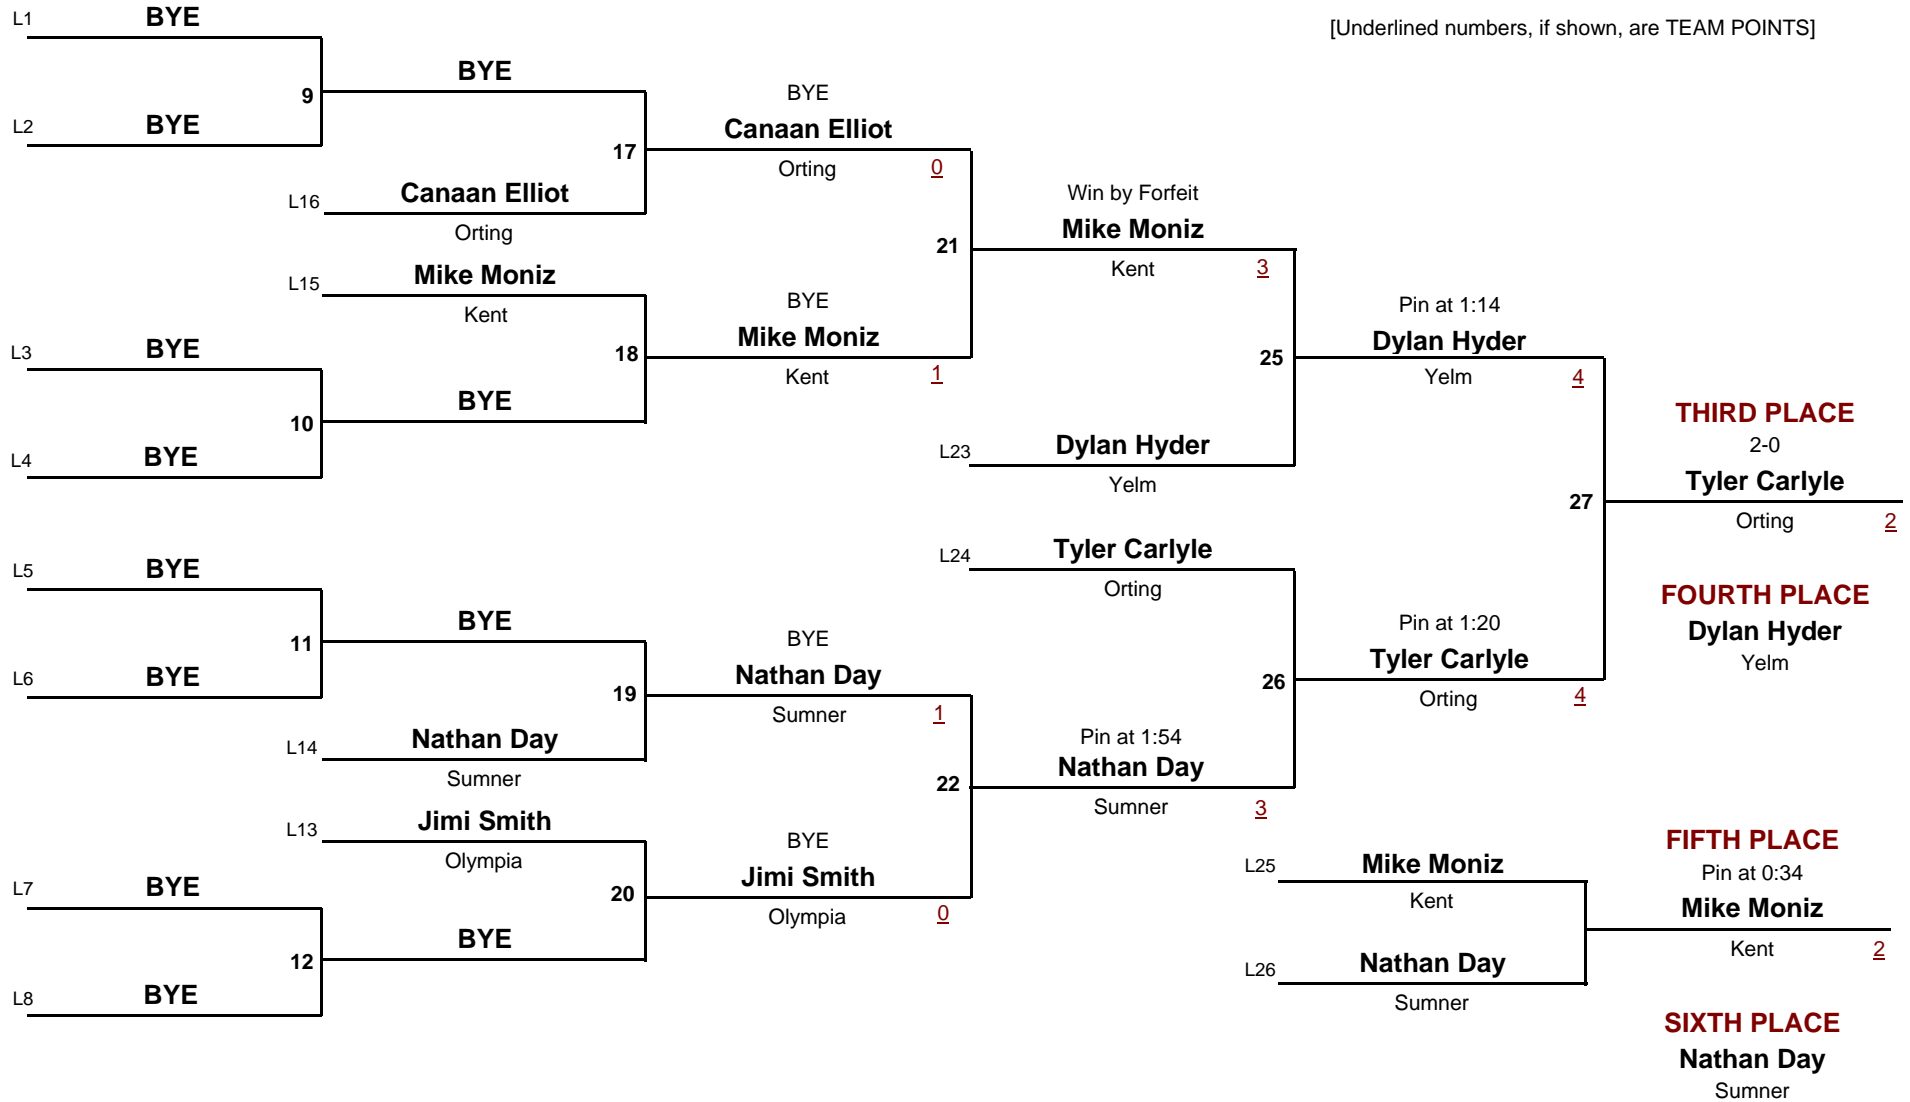 [Underlined numbers, if shown, are TEAM POINTS]
L1 BYE
9
L2 BYE
BYE
17
L16 Canaan Elliot
Orting
BYE
Canaan Elliot
Orting 0
21
L15 Mike Moniz
Kent
18
L3 BYE
10
L4 BYE
BYE
BYE
Mike Moniz
Kent 1
Win by Forfeit
Mike Moniz
Kent 3
25
L23 Dylan Hyder
Yelm
Pin at 1:14
Dylan Hyder
Yelm 4
27
THIRD PLACE
2-0
Tyler Carlyle
Orting 2
FOURTH PLACE
Dylan Hyder
Yelm
L5 BYE
11
L6 BYE
BYE
19
L14 Nathan Day
Sumner
BYE
Nathan Day
Sumner 1
22
L13 Jimi Smith
Olympia
20
L7 BYE
12
L8 BYE
BYE
BYE
Jimi Smith
Olympia 0
L24 Tyler Carlyle
Orting
26
Pin at 1:54
Nathan Day
Sumner 3
Pin at 1:20
Tyler Carlyle
Orting 4
L25 Mike Moniz
Kent
L26 Nathan Day
Sumner
FIFTH PLACE
Pin at 0:34
Mike Moniz
Kent 2
SIXTH PLACE
Nathan Day
Sumner